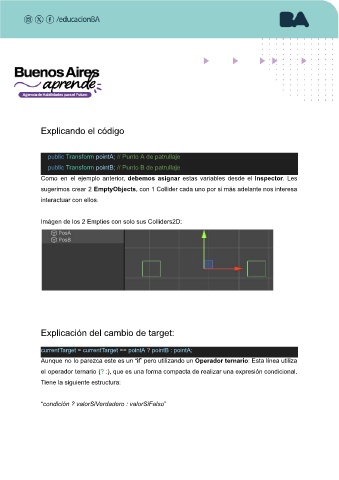 /educacionBA
BA
Buenos Aires
aprende
Agencia de Habilidades para el Futuro
Explicando el código
public Transform pointA; // Punto A de patrullaje
public Transform pointB; // Punto B de patrullaje
Como en el ejemplo anterior, debemos asignar estas variables desde el Inspector. Les
sugerimos crear 2 EmptyObjects, con 1 Collider cada uno por si más adelante nos interesa
interactuar con ellos.
Imágen de los 2 Empties con solo sus Colliders2D:
PosA
PosB
Explicación del cambio de target:
currentTarget = currentTarget == pointA ? pointB : pointA;
Aunque no lo parezca este es un "if" pero utilizando un Operador ternario: Esta línea utiliza
el operador ternario (? :), que es una forma compacta de realizar una expresión condicional.
Tiene la siguiente estructura:
"condición ? valorSiVerdadero : valorSiFalso"